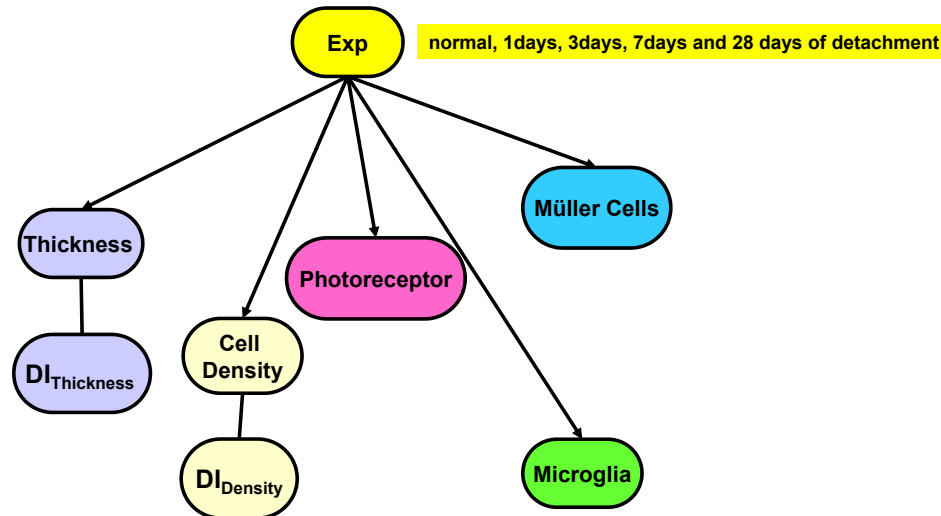 Exp
normal, 1days, 3days, 7days and 28 days of detachment
Müller Cells
Thickness
Photoreceptor
Cell
Density
DIThickness
DIDensity
Microglia